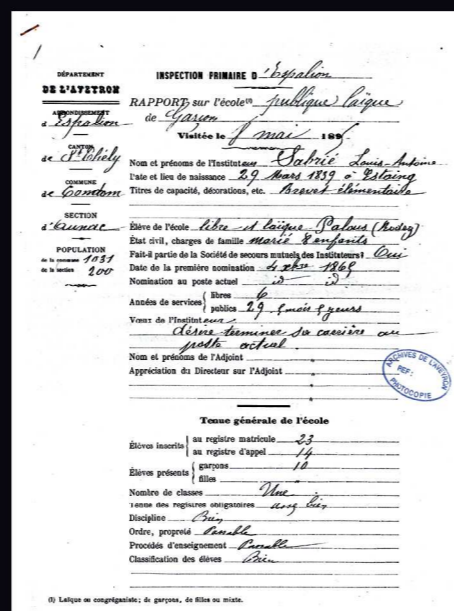 1
DÉPARTEMENT
DE L'AVEYRON
ARRONDISSEMENT
d'Espalion
CANTON
de St Chély
COMMUNE
de Condom
SECTION
d'Aunac
POPULATION
de la commune 1031
de la section 200
INSPECTION PRIMAIRE D'Espalion
RAPPORT sur l'école (1) publique laïque
de Garçon
Visitée le mai 189
Nom et prénoms de l'Instituteur Sabrié Louis-Antoine
Date et lieu de naissance 29 Mars 1839 à Estaing
Titres de capacité, décorations, etc. Brevet élémentaire
Élève de l'école libre et laïque Palous (Rodez)
État civil, charges de famille marié 8 enfants
Fait-il partie de la Société de secours mutuels des Instituteurs? Oui
Date de la première nomination 4 xbre 1865
Nomination au poste actuel id id
Années de services libres 6
publics 29 5 mois jours
Vœux de l'Instituteur
désire terminer sa carrière au
poste actuel.
Nom et prénoms de l'Adjoint "
Appréciation du Directeur sur l'Adjoint "
ARCHIVES DE L'AVEYRON
REF:
PHOTOCOPIE
Tenue générale de l'école
Élèves inscrits au registre matricule 23
au registre d'appel 14
Élèves présents garçons 10
filles "
Nombre de classes Une
Tenue des registres obligatoires assez bien
Discipline Bien
Ordre, propreté Passable
Procédés d'enseignement Passable
Classification des élèves Bien
(1) Laïque ou congréganiste; de garçons, de filles ou mixte.